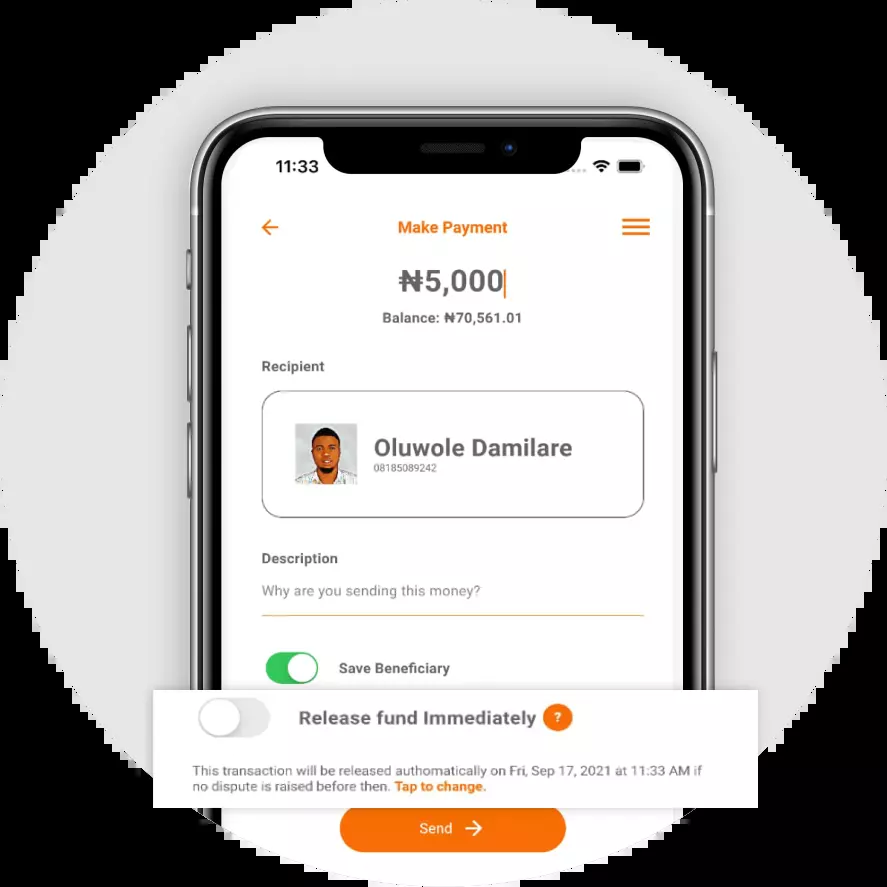 11:33
Make Payment
₦5,000
Balance: ₦70,561.01
Recipient
Oluwole Damilare
08185089242
Description
Why are you sending this money?
Save Beneficiary
Release fund Immediately ?
This transaction will be released authomatically on Fri, Sep 17, 2021 at 11:33 AM if
no dispute is raised before then. Tap to change.
Send